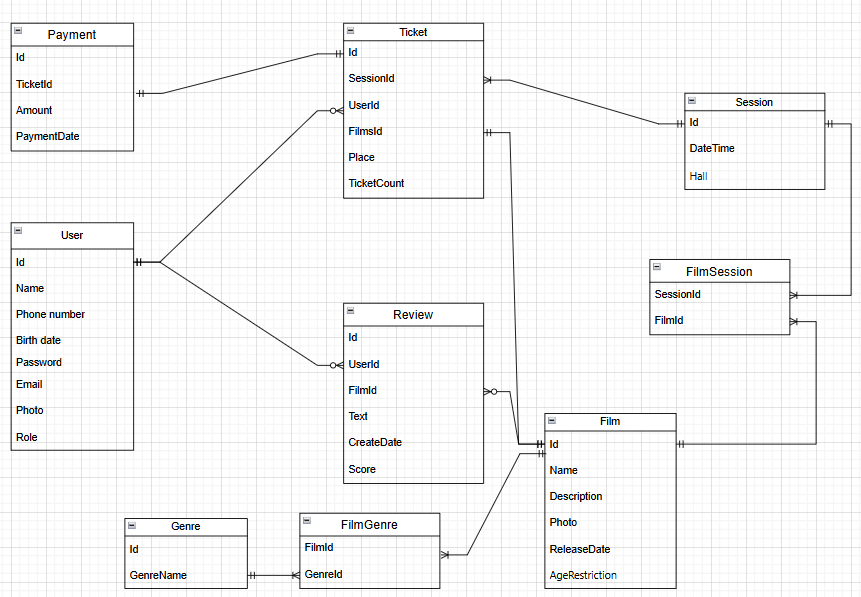 Payment
Id
TicketId
Amount
PaymentDate
Ticket
Id
SessionId
UserId
FilmsId
Place
TicketCount
Session
Id
DateTime
Hall
User
Id
Name
Phone number
Birth date
Password
Email
Photo
Role
FilmSession
SessionId
FilmId
Review
Id
UserId
FilmId
Text
CreateDate
Score
Film
Id
Name
Description
Photo
ReleaseDate
AgeRestriction
Genre
Id
GenreName
FilmGenre
FilmId
GenreId